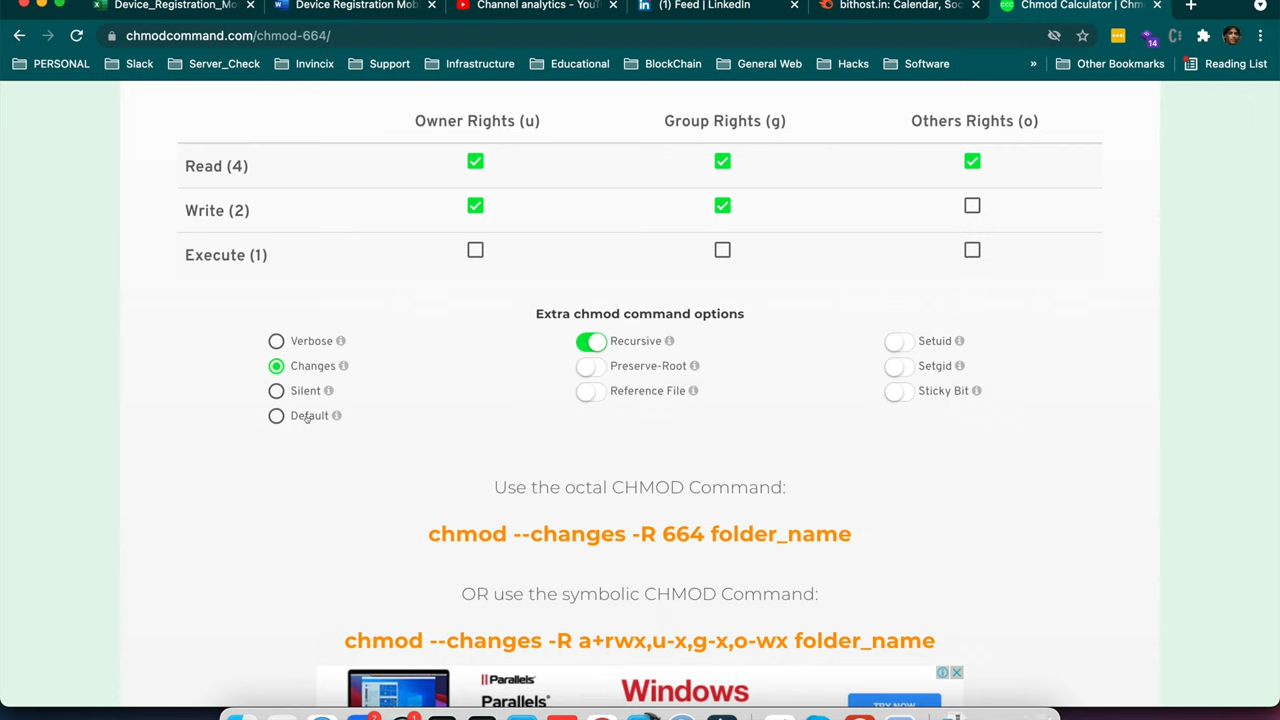 Device_Registration_Mo
Device Registration Mob
Channel analytics - YouT
(1) Feed | LinkedIn
bithost.in: Calendar, Soc
Chmod Calculator | Chm
chmodcommand.com/chmod-664/
14
PERSONAL
Slack
Server_Check
Invincix
Support
Infrastructure
Educational
BlockChain
General Web
Hacks
Software
»
Other Bookmarks
Reading List
Owner Rights (u)
Group Rights (g)
Others Rights (o)
Read (4)
Write (2)
Execute (1)
Extra chmod command options
Verbose
Recursive
Setuid
Changes
Preserve-Root
Setgid
Silent
Reference File
Sticky Bit
Default
Use the octal CHMOD Command:
chmod --changes -R 664 folder_name
OR use the symbolic CHMOD Command:
chmod --changes -R a+rwx,u-x,g-x,o-wx folder_name
Parallels
Parallels®
Windows
TRY NOW